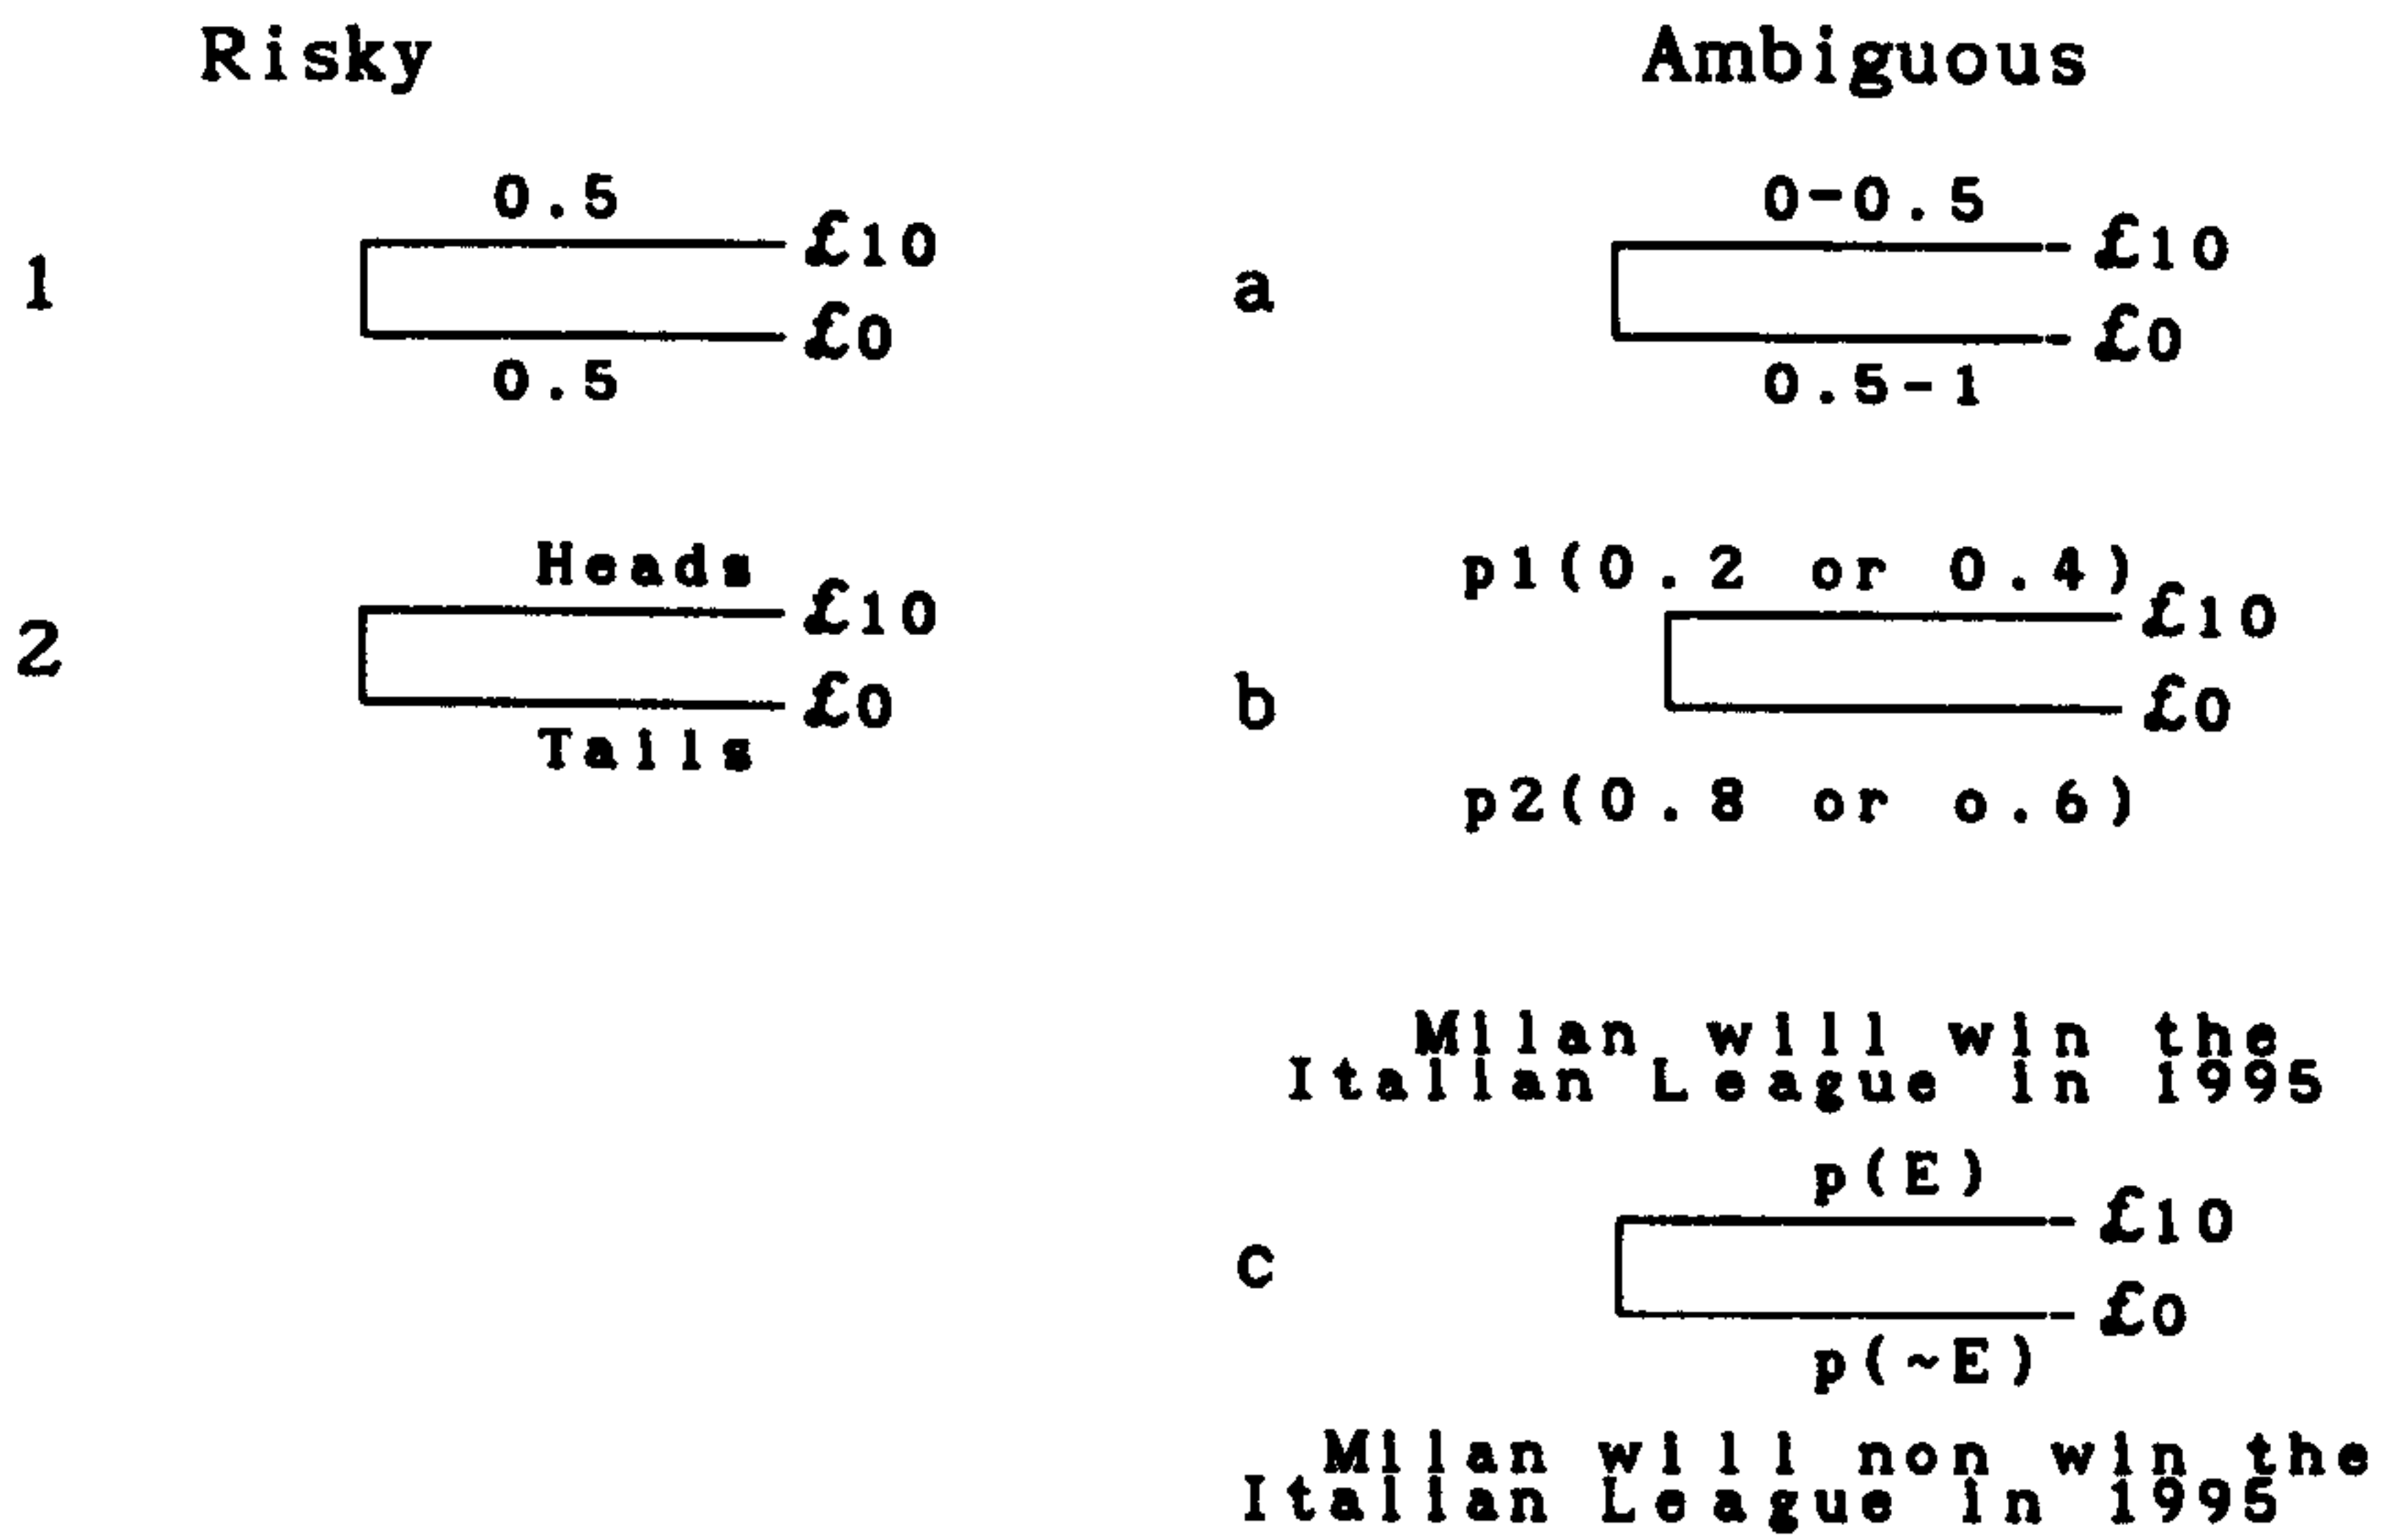 Risky
Ambiguous
1
0.5
£10
£0
0.5
a
0-0.5
£10
£0
0.5-1
2
Heads
£10
£0
Tails
b
p1(0.2 or 0.4)
£10
£0
p2(0.8 or o.6)
Milan will win the
Italian League in 1995
c
p(E)
£10
£0
p(~E)
Milan will non win the
Italian League in 1995